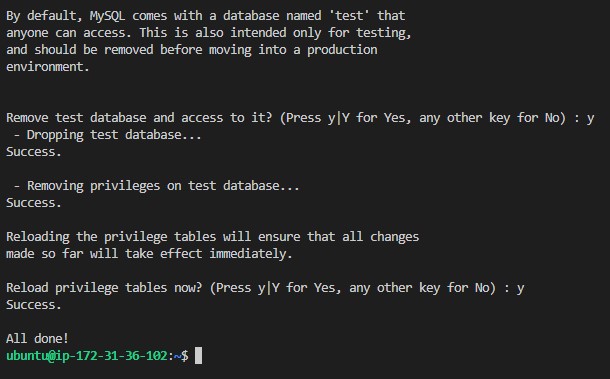 By default, MySQL comes with a database named 'test' that
anyone can access. This is also intended only for testing,
and should be removed before moving into a production
environment.
Remove test database and access to it? (Press y|Y for Yes, any other key for No) : y
 - Dropping test database...
Success.
 - Removing privileges on test database...
Success.
Reloading the privilege tables will ensure that all changes
made so far will take effect immediately.
Reload privilege tables now? (Press y|Y for Yes, any other key for No) : y
Success.
All done!
ubuntu@ip-172-31-36-102:~$